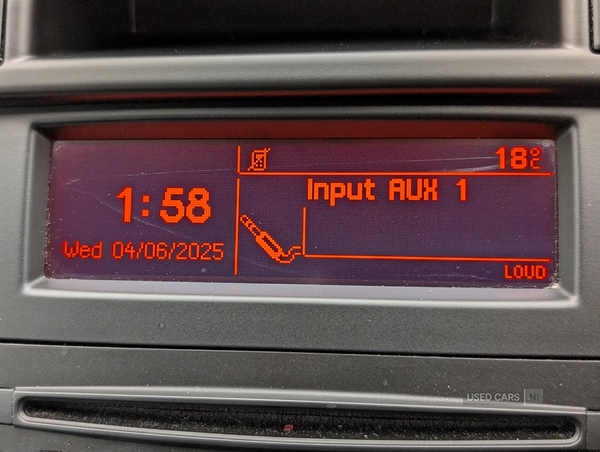 18°C
Input AUX 1
1:58
Wed 04/06/2025
LOUD
USED CARS NI